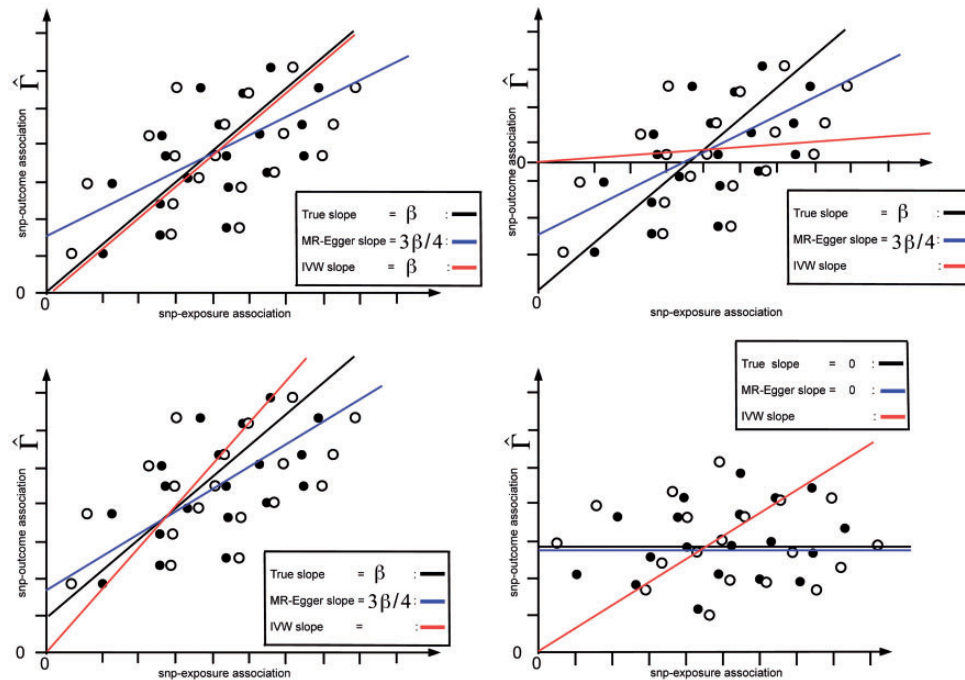 Γ̂
snp-outcome association
0
snp-exposure association
True slope = β :
MR-Egger slope = 3β/4 :
IVW slope = β :
Γ̂
snp-outcome association
0
snp-exposure association
True slope = β :
MR-Egger slope = 3β/4 :
IVW slope :
Γ̂
snp-outcome association
0
snp-exposure association
True slope = β :
MR-Egger slope = 3β/4 :
IVW slope = :
Γ̂
snp-outcome association
0
snp-exposure association
True slope = 0 :
MR-Egger slope = 0 :
IVW slope :